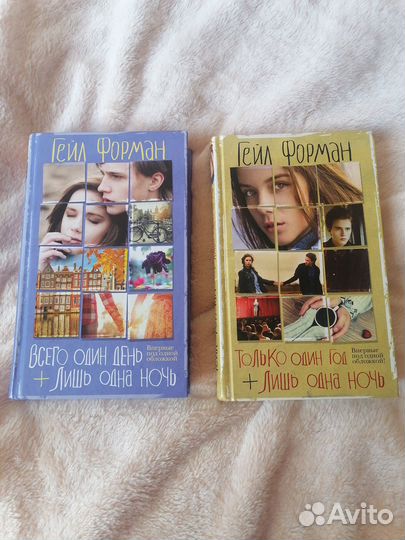 Гейл Форман
Всего один день
+ лишь одна ночь
Впервые
под одной
обложкой!
Гейл Форман
Только один год
+ лишь одна ночь
Впервые
под одной
обложкой!
Avito